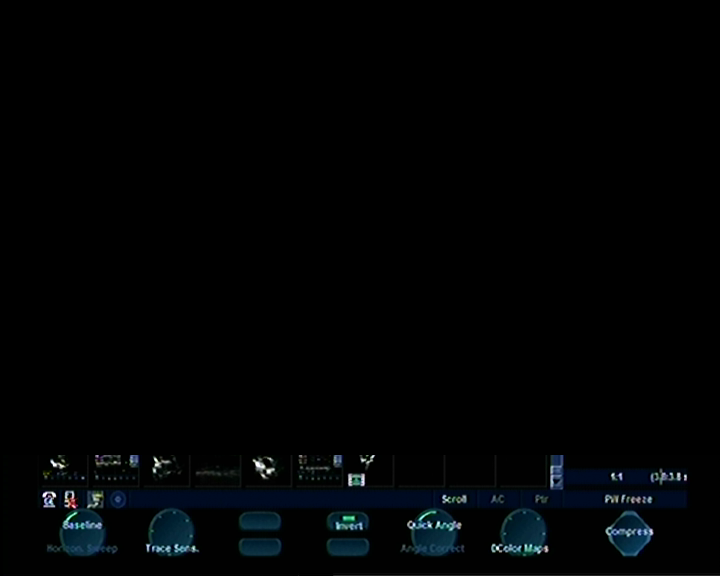 1:1
Scroll AC Ptr PW Freeze
Baseline Invert Quick Angle Compress
Horizon. Sweep Trace Sens. Angle Correct DColor Maps